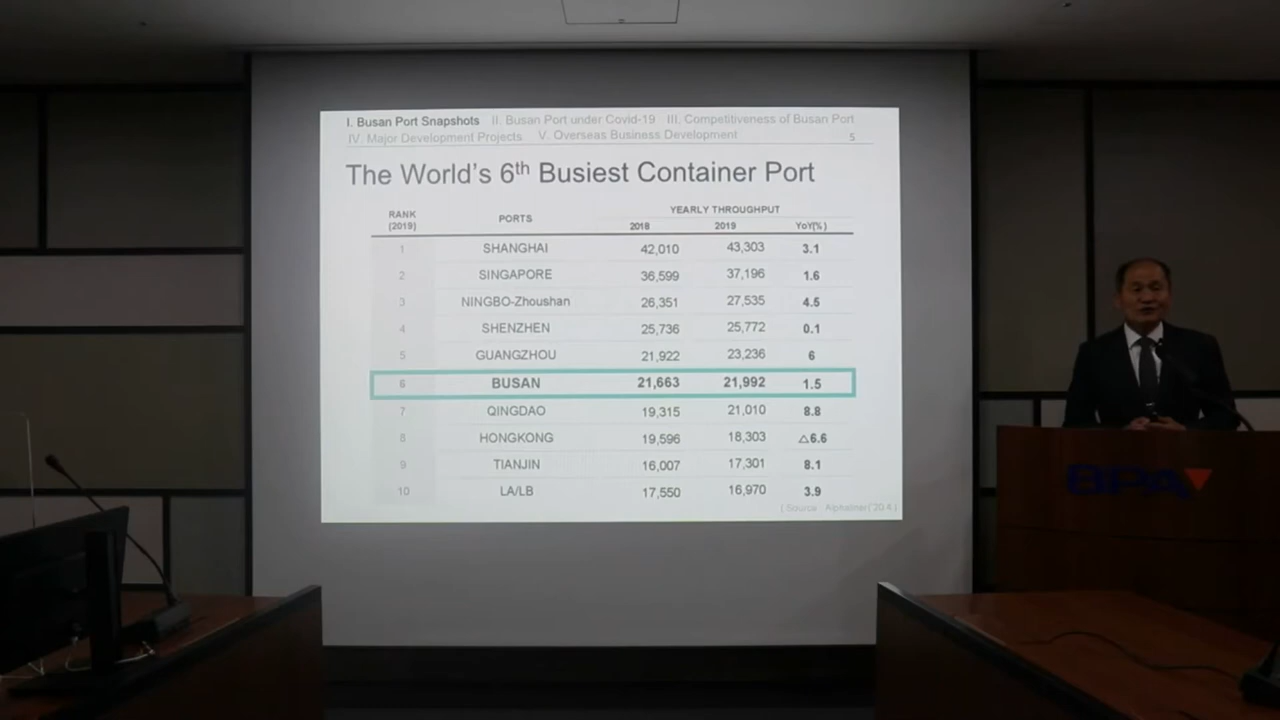 I. Busan Port Snapshots II. Busan Port under Covid-19 III. Competitiveness of Busan Port
IV. Major Development Projects V. Overseas Business Development 5
The World's 6th Busiest Container Port
RANK (2019) PORTS YEARLY THROUGHPUT
2018 2019 YoY(%)
1 SHANGHAI 42,010 43,303 3.1
2 SINGAPORE 36,599 37,196 1.6
3 NINGBO-Zhoushan 26,351 27,535 4.5
4 SHENZHEN 25,736 25,772 0.1
5 GUANGZHOU 21,922 23,236 6
6 BUSAN 21,663 21,992 1.5
7 QINGDAO 19,315 21,010 8.8
8 HONGKONG 19,596 18,303 △6.6
9 TIANJIN 16,007 17,301 8.1
10 LA/LB 17,550 16,970 3.9
( Source : Alphaliner('20.4.)
BPA